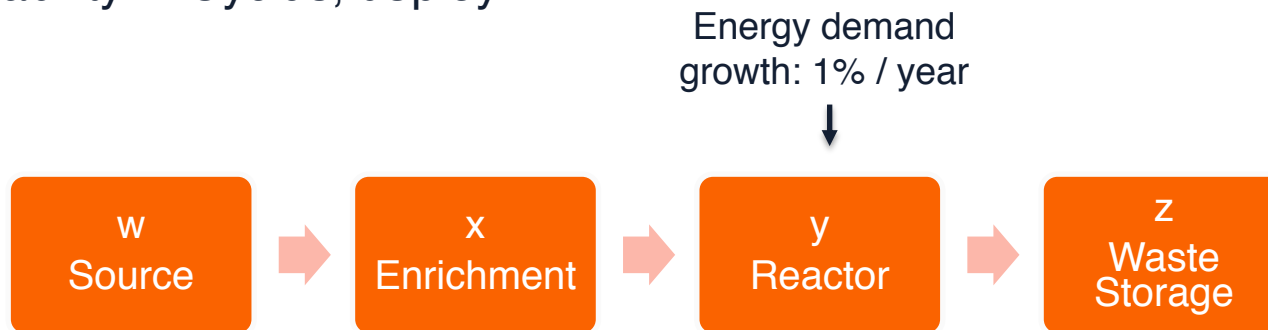 Energy demand
growth: 1% / year
w
Source
x
Enrichment
y
Reactor
z
Waste
Storage